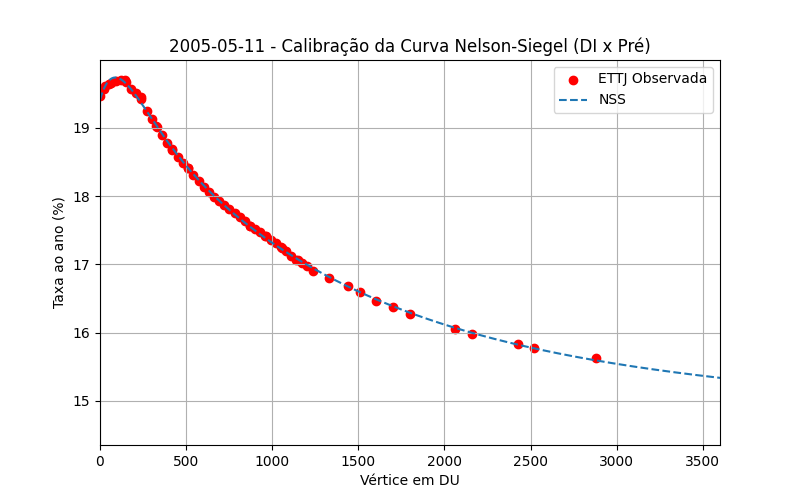 2005-05-11 - Calibração da Curva Nelson-Siegel (DI x Pré)
ETTJ Observada
NSS
Taxa ao ano (%)
19
18
17
16
15
0 500 1000 1500 2000 2500 3000 3500
Vértice em DU